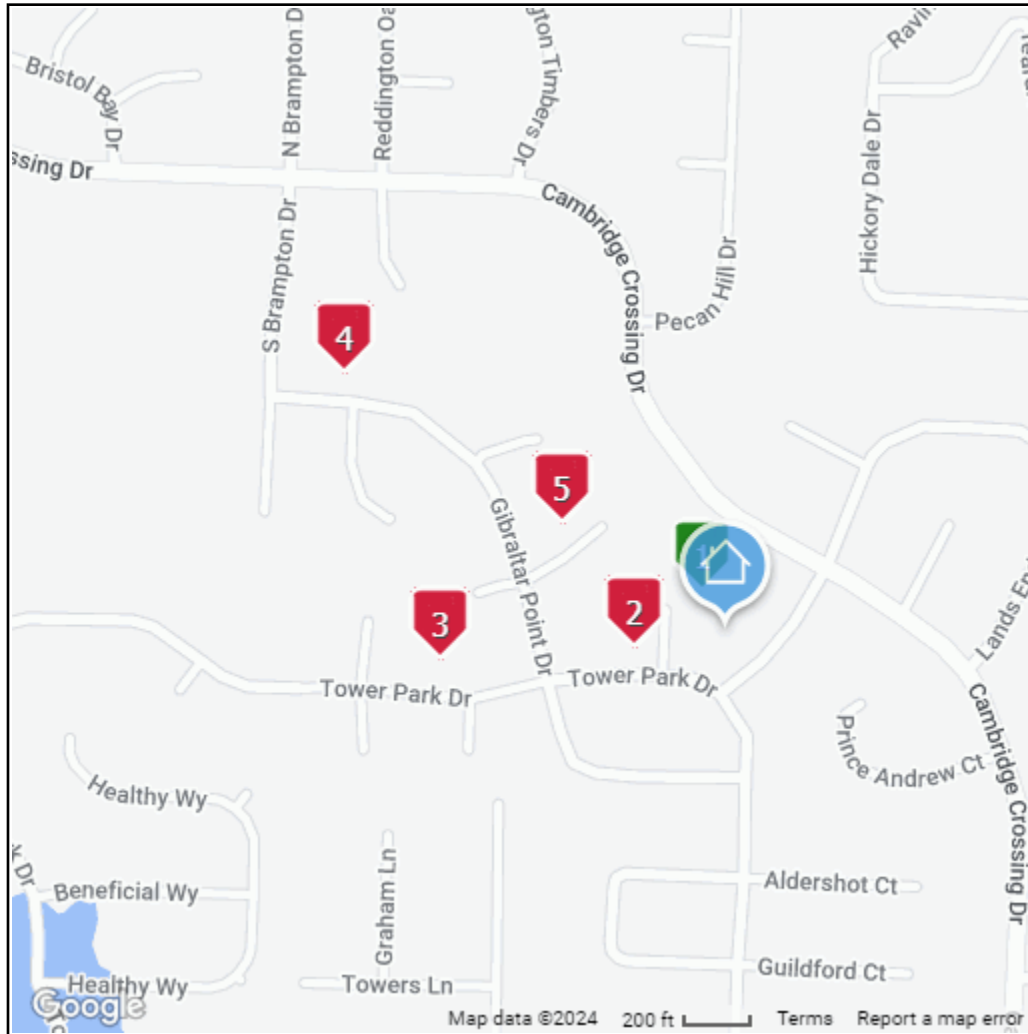 Bristol Bay Dr
N Brampton D
Reddington Oa
gton Timbers Dr
Ravin
Hickory Dale Dr
ssing Dr
S Brampton Dr
Cambridge Crossing Dr
Pecan Hill Dr
4
5
Gibraltar Point Dr
1
2
3
Lands En
Tower Park Dr
Tower Park Dr
Prince Andrew Ct
Cambridge Crossing Dr
Healthy Wy
Graham Ln
k Dr
Beneficial Wy
Aldershot Ct
Guildford Ct
Healthy Wy
Towers Ln
To
Google
Map data ©2024 200 ft Terms Report a map error